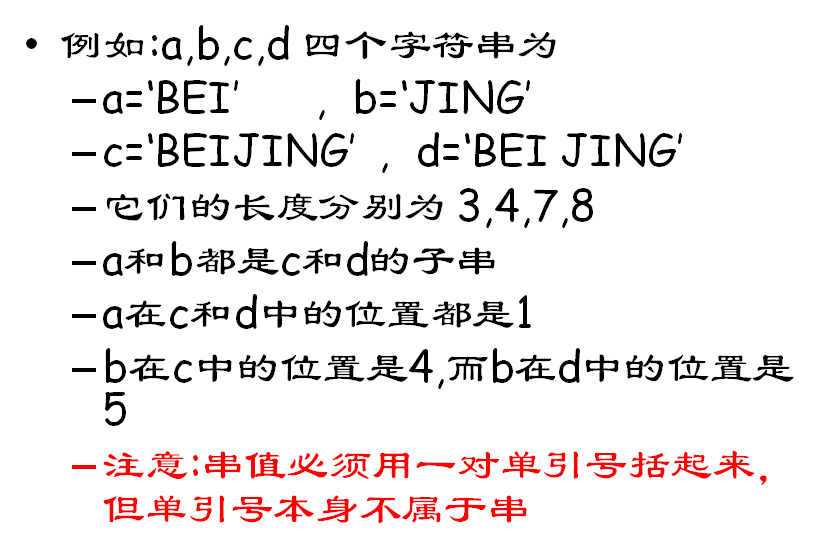 • 例如:a,b,c,d 四个字符串为
–a=‘BEI’ , b=‘JING’
–c=‘BEIJING’ , d=‘BEI JING’
–它们的长度分别为 3,4,7,8
–a和b都是c和d的子串
–a在c和d中的位置都是1
–b在c中的位置是4,而b在d中的位置是
5
–注意:串值必须用一对单引号括起来,
但单引号本身不属于串